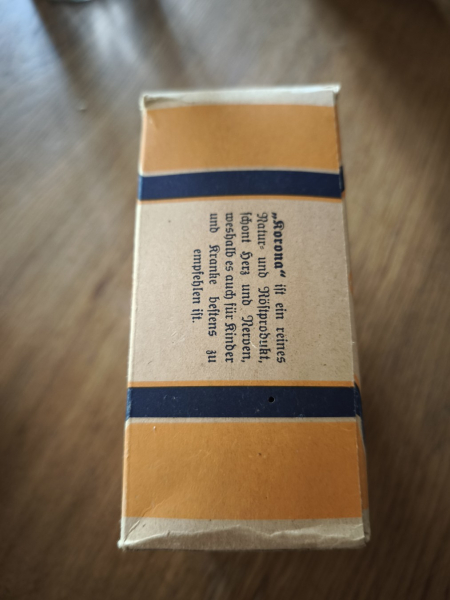 „Korona“ iſt ein reines
Natur= und Röſtprodukt,
ſchont Herz und Nerven,
weshalb es auch für Kinder
und Kranke beſtens zu
empfehlen iſt.